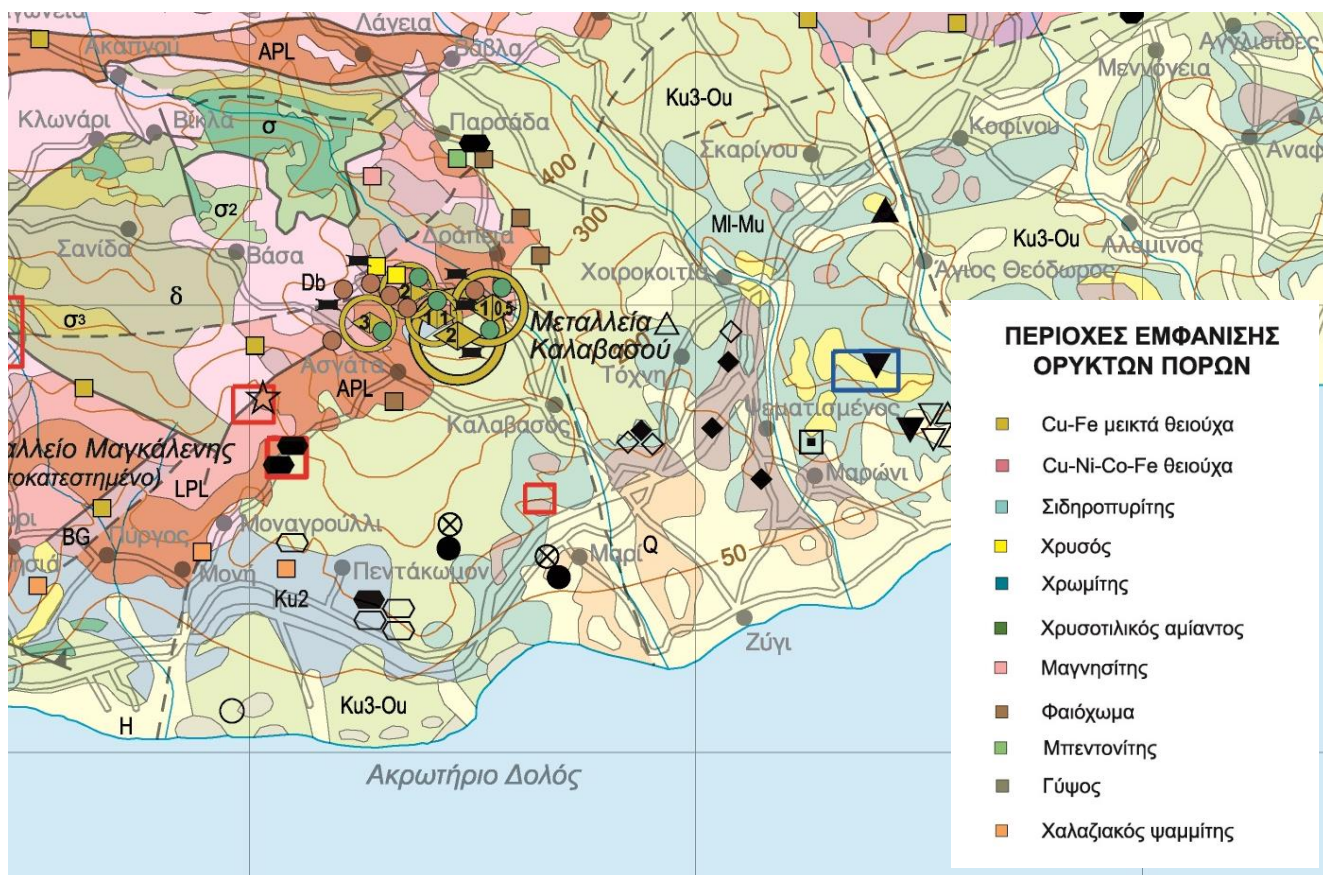 Λάγεια
Ακαπνού
APL
Βάβλα
Αγγλισίδες
Μεννόγεια
Ku3-Ou
Κλωνάρι
Βίκλα
σ
Παρσάδα
Κοφίνου
Σκαρίνου
400
σ2
300
Ml-Mu
Σανίδα
Δράπεια
Ku3-Ou
Αλαμινός
Βάσα
Χοιροκοιτία
Άγιος Θεόδωρος
Db
δ
2
σ3
3
1
1
1
0,5
2
Μεταλλεία
Καλαβασού
Ασγάτα
APL
Τόχνη
Καλαβασός
Ψεματισμένος
Μαγκάλενης
Μαρώνι
LPL
BG
Πύργος
Μοναγρούλλι
Μονή
Πεντάκωμον
Ku2
Μαρί
Q
50
Ζύγι
Ku3-Ou
H
Ακρωτήριο Δολός
ΠΕΡΙΟΧΕΣ ΕΜΦΑΝΙΣΗΣ
ΟΡΥΚΤΩΝ ΠΟΡΩΝ
Cu-Fe μεικτά θειούχα
Cu-Ni-Co-Fe θειούχα
Σιδηροπυρίτης
Χρυσός
Χρωμίτης
Χρυσοτιλικός αμίαντος
Μαγνησίτης
Φαιόχωμα
Μπεντονίτης
Γύψος
Χαλαζιακός ψαμμίτης